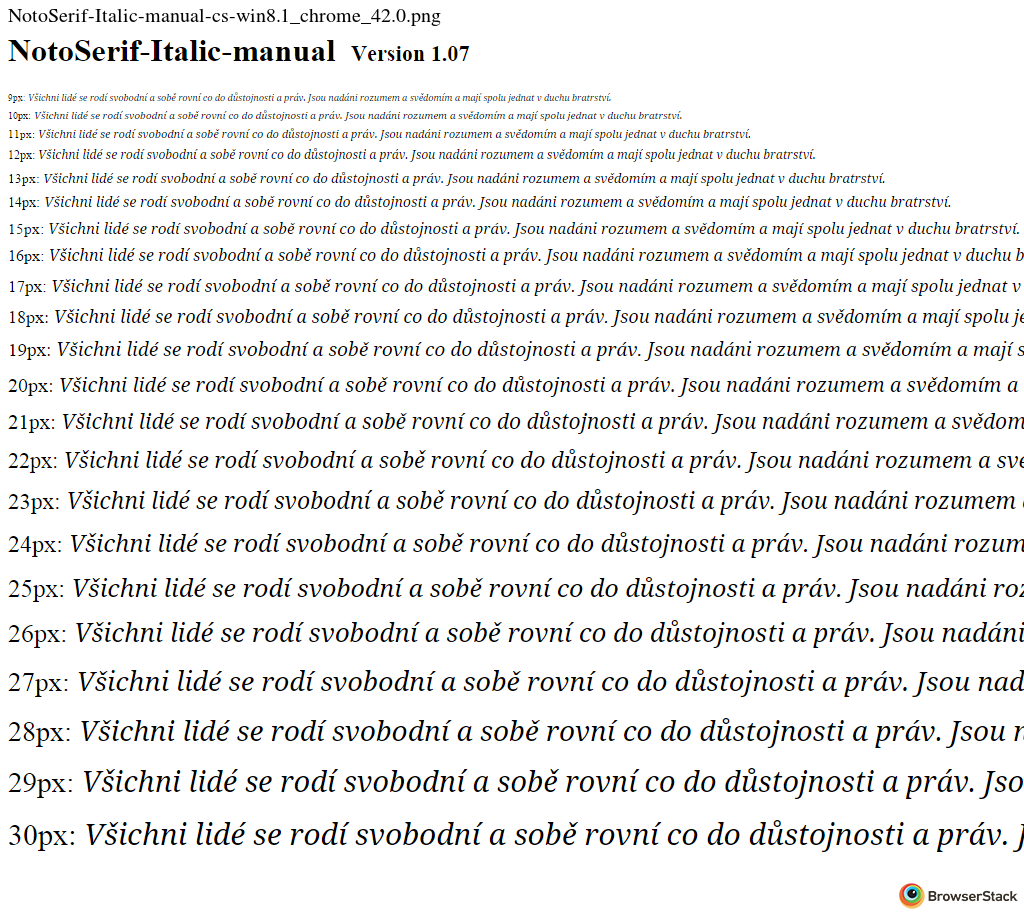 NotoSerif-Italic-manual-cs-win8.1_chrome_42.0.png
NotoSerif-Italic-manual Version 1.07
9px: Všichni lidé se rodí svobodní a sobě rovní co do důstojnosti a práv. Jsou nadáni rozumem a svědomím a mají spolu jednat v duchu bratrství.
10px: Všichni lidé se rodí svobodní a sobě rovní co do důstojnosti a práv. Jsou nadáni rozumem a svědomím a mají spolu jednat v duchu bratrství.
11px: Všichni lidé se rodí svobodní a sobě rovní co do důstojnosti a práv. Jsou nadáni rozumem a svědomím a mají spolu jednat v duchu bratrství.
12px: Všichni lidé se rodí svobodní a sobě rovní co do důstojnosti a práv. Jsou nadáni rozumem a svědomím a mají spolu jednat v duchu bratrství.
13px: Všichni lidé se rodí svobodní a sobě rovní co do důstojnosti a práv. Jsou nadáni rozumem a svědomím a mají spolu jednat v duchu bratrství.
14px: Všichni lidé se rodí svobodní a sobě rovní co do důstojnosti a práv. Jsou nadáni rozumem a svědomím a mají spolu jednat v duchu bratrství.
15px: Všichni lidé se rodí svobodní a sobě rovní co do důstojnosti a práv. Jsou nadáni rozumem a svědomím a mají spolu jednat v duchu bratrství.
16px: Všichni lidé se rodí svobodní a sobě rovní co do důstojnosti a práv. Jsou nadáni rozumem a svědomím a mají spolu jednat v duchu b
17px: Všichni lidé se rodí svobodní a sobě rovní co do důstojnosti a práv. Jsou nadáni rozumem a svědomím a mají spolu jednat v
18px: Všichni lidé se rodí svobodní a sobě rovní co do důstojnosti a práv. Jsou nadáni rozumem a svědomím a mají spolu je
19px: Všichni lidé se rodí svobodní a sobě rovní co do důstojnosti a práv. Jsou nadáni rozumem a svědomím a mají s
20px: Všichni lidé se rodí svobodní a sobě rovní co do důstojnosti a práv. Jsou nadáni rozumem a svědomím a
21px: Všichni lidé se rodí svobodní a sobě rovní co do důstojnosti a práv. Jsou nadáni rozumem a svědom
22px: Všichni lidé se rodí svobodní a sobě rovní co do důstojnosti a práv. Jsou nadáni rozumem a sve
23px: Všichni lidé se rodí svobodní a sobě rovní co do důstojnosti a práv. Jsou nadáni rozumem
24px: Všichni lidé se rodí svobodní a sobě rovní co do důstojnosti a práv. Jsou nadáni rozum
25px: Všichni lidé se rodí svobodní a sobě rovní co do důstojnosti a práv. Jsou nadáni roz
26px: Všichni lidé se rodí svobodní a sobě rovní co do důstojnosti a práv. Jsou nadáni
27px: Všichni lidé se rodí svobodní a sobě rovní co do důstojnosti a práv. Jsou nad
28px: Všichni lidé se rodí svobodní a sobě rovní co do důstojnosti a práv. Jsou n
29px: Všichni lidé se rodí svobodní a sobě rovní co do důstojnosti a práv. Jso
30px: Všichni lidé se rodí svobodní a sobě rovní co do důstojnosti a práv. J
BrowserStack